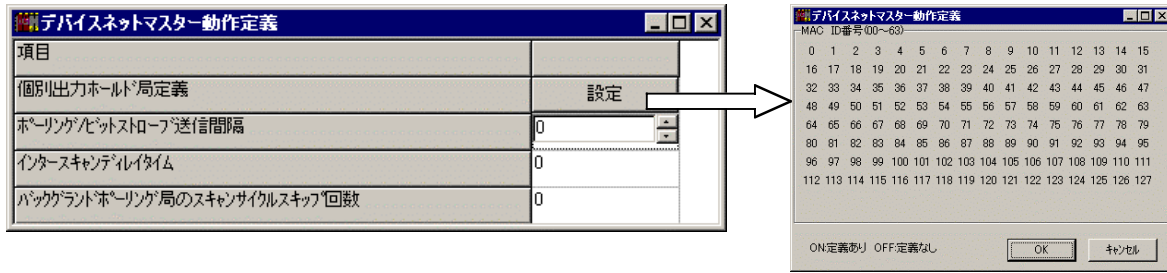 デバイスネットマスター動作定義
項目
個別出力ホールド局定義 設定
ポーリング/ビットストローブ送信間隔 0
インタースキャンディレイタイム 0
バックグランドポーリング局のスキャンサイクルスキップ回数 0
デバイスネットマスター動作定義
MAC ID番号(00~63)
0 1 2 3 4 5 6 7 8 9 10 11 12 13 14 15
16 17 18 19 20 21 22 23 24 25 26 27 28 29 30 31
32 33 34 35 36 37 38 39 40 41 42 43 44 45 46 47
48 49 50 51 52 53 54 55 56 57 58 59 60 61 62 63
64 65 66 67 68 69 70 71 72 73 74 75 76 77 78 79
80 81 82 83 84 85 86 87 88 89 90 91 92 93 94 95
96 97 98 99 100 101 102 103 104 105 106 107 108 109 110 111
112 113 114 115 116 117 118 119 120 121 122 123 124 125 126 127
ON:定義あり OFF:定義なし OK キャンセル